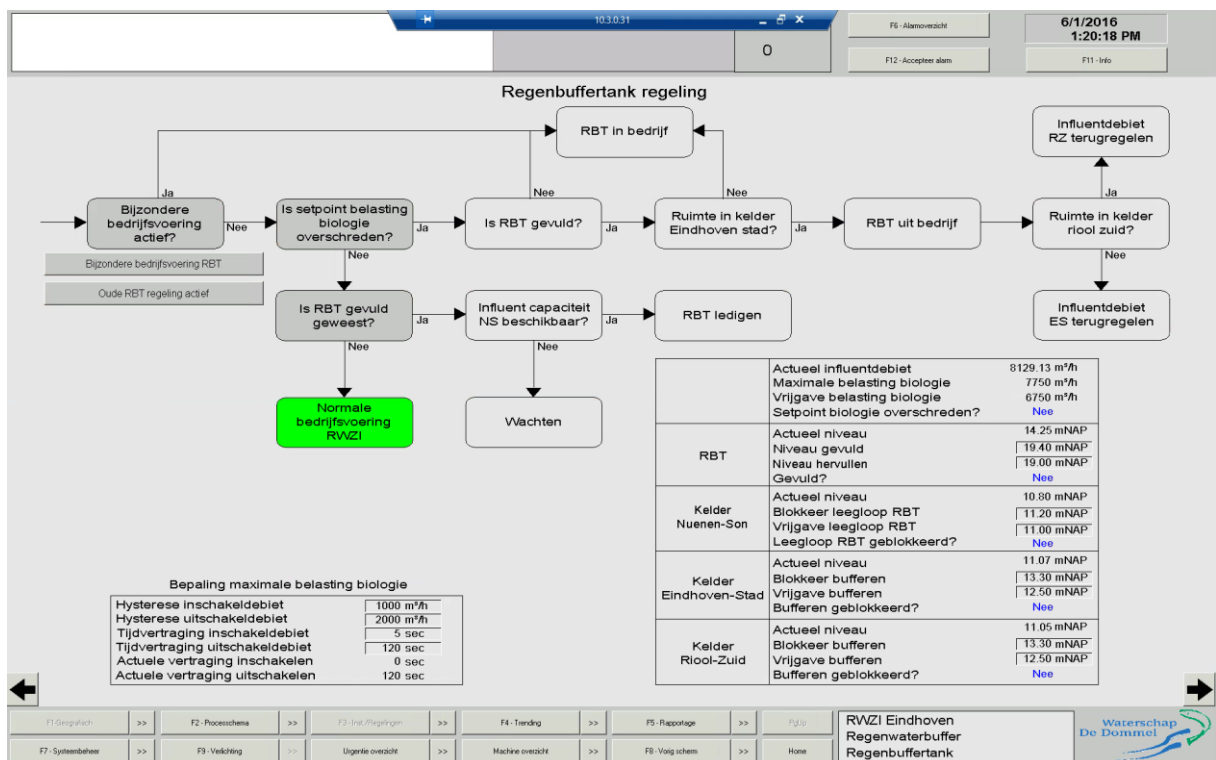 10.3.0.31
0
F6 - Alarmoverzicht
F12 - Accepteer alarm
6/1/2016
1:20:18 PM
F11 - Info
Regenbuffertank regeling
RBT in bedrijf
Influentdebiet
RZ terugregelen
Ja
Nee
Nee
Ja
Bijzondere
bedrijfsvoering
actief?
Nee
Is setpoint belasting
biologie
overschreden?
Ja
Is RBT gevuld?
Ja
Ruimte in kelder
Eindhoven stad?
Ja
RBT uit bedrijf
Ruimte in kelder
riool zuid?
Bijzondere bedrijfsvoering RBT
Oude RBT regeling actief
Nee
Nee
Is RBT gevuld
geweest?
Ja
Influent capaciteit
NS beschikbaar?
Ja
RBT ledigen
Influentdebiet
ES terugregelen
Nee
Nee
Normale
bedrijfsvoering
RWZI
Wachten
Actueel influentdebiet 8129.13 m³/h
Maximale belasting biologie 7750 m³/h
Vrijgave belasting biologie 6750 m³/h
Setpoint biologie overschreden? Nee
RBT
Actueel niveau 14.25 mNAP
Niveau gevuld 19.40 mNAP
Niveau hervullen 19.00 mNAP
Gevuld? Nee
Kelder
Nuenen-Son
Actueel niveau 10.80 mNAP
Blokkeer leegloop RBT 11.20 mNAP
Vrijgave leegloop RBT 11.00 mNAP
Leegloop RBT geblokkeerd? Nee
Kelder
Eindhoven-Stad
Actueel niveau 11.07 mNAP
Blokkeer bufferen 13.30 mNAP
Vrijgave bufferen 12.50 mNAP
Bufferen geblokkeerd? Nee
Kelder
Riool-Zuid
Actueel niveau 11.05 mNAP
Blokkeer bufferen 13.30 mNAP
Vrijgave bufferen 12.50 mNAP
Bufferen geblokkeerd? Nee
Bepaling maximale belasting biologie
Hysterese inschakeldebiet 1000 m³/h
Hysterese uitschakeldebiet 2000 m³/h
Tijdvertraging inschakeldebiet 5 sec
Tijdvertraging uitschakeldebiet 120 sec
Actuele vertraging inschakelen 0 sec
Actuele vertraging uitschakelen 120 sec
F1 Geografisch >> F2 - Processchema >> F3 - Inst./Regelingen >> F4 - Trending >> F5 - Rapportage >> PgUp
F7 - Systeembeheer >> F9 - Verlichting >> Urgentie overzicht >> Machine overzicht >> F8 - Vorig scherm >> Home
RWZI Eindhoven
Regenwaterbuffer
Regenbuffertank
Waterschap
De Dommel